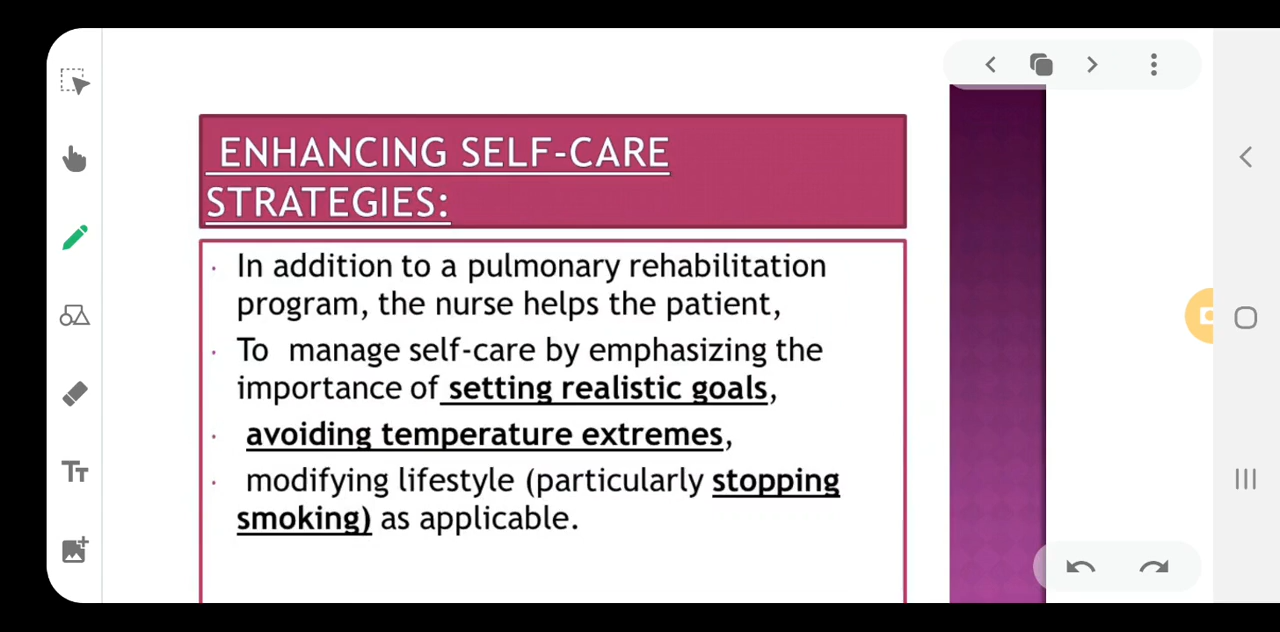 ENHANCING SELF-CARE
STRATEGIES:
· In addition to a pulmonary rehabilitation
program, the nurse helps the patient,
· To manage self-care by emphasizing the
importance of setting realistic goals,
· avoiding temperature extremes,
· modifying lifestyle (particularly stopping
smoking) as applicable.
TT